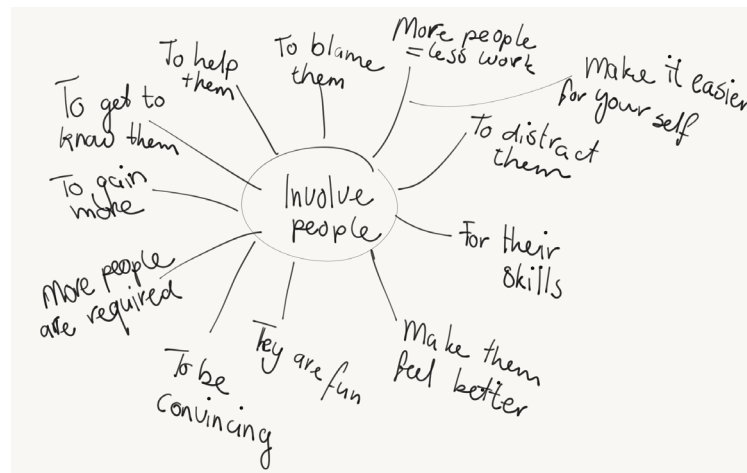 Involve
people
More people
= less work
Make it easier
for your self
To distract
them
For their
skills
Make them
feel better
They are fun
To be
convincing
More people
are required
To gain
more
To get to
know them
To help
them
To blame
them